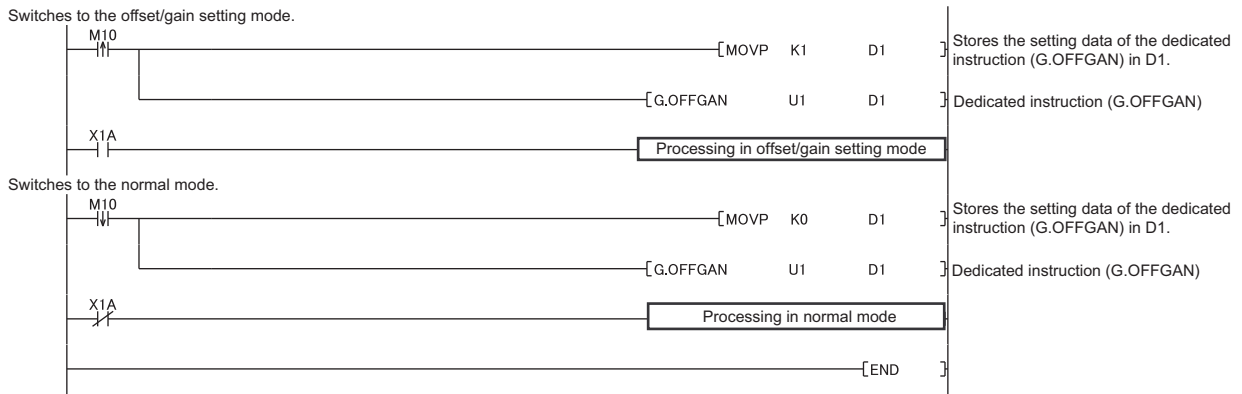 Switches to the offset/gain setting mode.
M10
MOVP K1 D1
Stores the setting data of the dedicated
instruction (G.OFFGAN) in D1.
G.OFFGAN U1 D1
Dedicated instruction (G.OFFGAN)
X1A
Processing in offset/gain setting mode
Switches to the normal mode.
M10
MOVP K0 D1
Stores the setting data of the dedicated
instruction (G.OFFGAN) in D1.
G.OFFGAN U1 D1
Dedicated instruction (G.OFFGAN)
X1A
Processing in normal mode
END